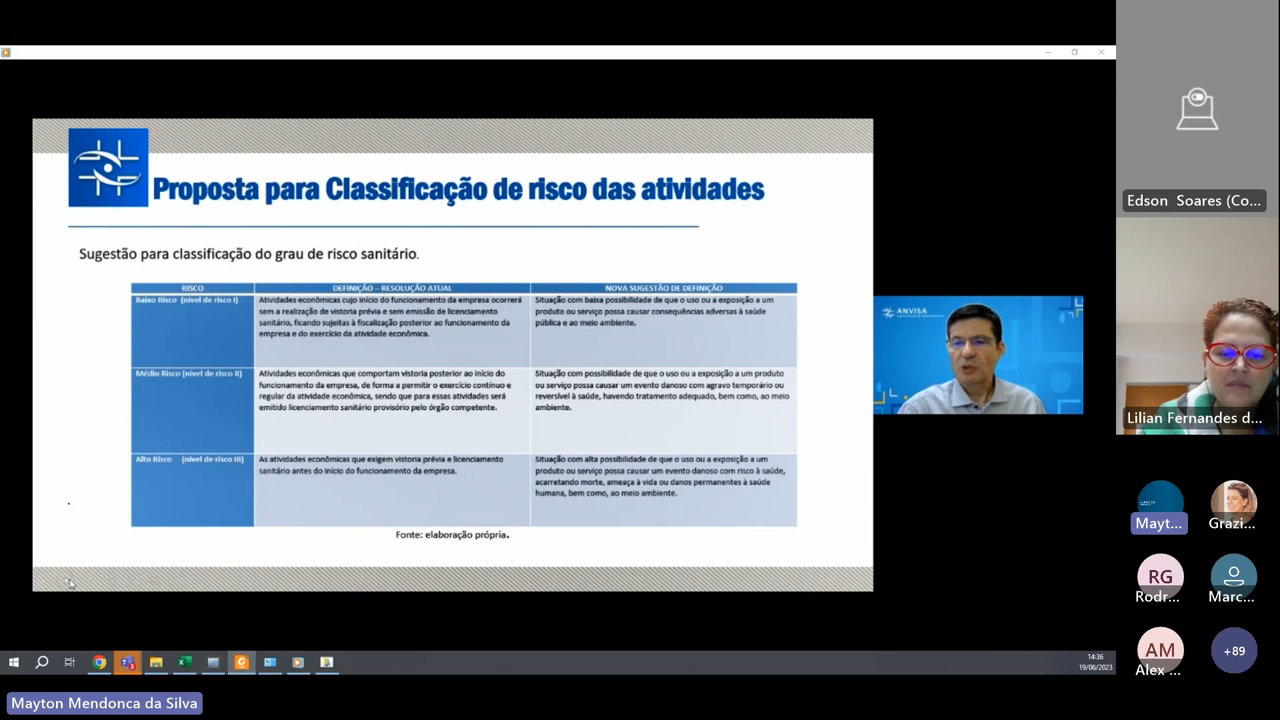 Proposta para Classificação de risco das atividades
Sugestão para classificação do grau de risco sanitário.
RISCO
DEFINIÇÃO – RESOLUÇÃO ATUAL
NOVA SUGESTÃO DE DEFINIÇÃO
Baixo Risco (nível de risco I)
Atividades econômicas cujo início do funcionamento da empresa ocorrerá
sem a realização de vistoria prévia e sem emissão de licenciamento
sanitário, ficando sujeitas à fiscalização posterior ao funcionamento da
empresa e do exercício da atividade econômica.
Situação com baixa possibilidade de que o uso ou a exposição a um
produto ou serviço possa causar consequências adversas à saúde
pública e ao meio ambiente.
Médio Risco (nível de risco II)
Atividades econômicas que comportam vistoria posterior ao início do
funcionamento da empresa, de forma a permitir o exercício contínuo e
regular da atividade econômica, sendo que para essas atividades será
emitido licenciamento sanitário provisório pelo órgão competente.
Situação com possibilidade de que o uso ou a exposição a um produto
ou serviço possa causar um evento danoso com agravo temporário ou
reversível à saúde, havendo tratamento adequado, bem como, ao meio
ambiente.
Alto Risco (nível de risco III)
As atividades econômicas que exigem vistoria prévia e licenciamento
sanitário antes do início do funcionamento da empresa.
Situação com alta possibilidade de que o uso ou a exposição a um
produto ou serviço possa causar um evento danoso com risco à saúde,
acarretando morte, ameaça à vida ou danos permanentes à saúde
humana, bem como, ao meio ambiente.
Fonte: elaboração própria.
ANVISA
Edson Soares (Co...
Lilian Fernandes d...
Mayt...
Grazi...
RG
Rodr...
Marc...
AM
Alex ...
+89
14:36
19/06/2023
Mayton Mendonca da Silva